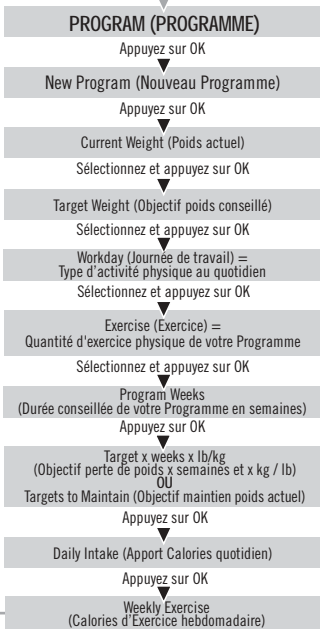 PROGRAM (PROGRAMME)
Appuyez sur OK
New Program (Nouveau Programme)
Appuyez sur OK
Current Weight (Poids actuel)
Sélectionnez et appuyez sur OK
Target Weight (Objectif poids conseillé)
Sélectionnez et appuyez sur OK
Workday (Journée de travail) =
Type d'activité physique au quotidien
Sélectionnez et appuyez sur OK
Exercise (Exercice) =
Quantité d'exercice physique de votre Programme
Sélectionnez et appuyez sur OK
Program Weeks
(Durée conseillée de votre Programme en semaines)
Appuyez sur OK
Target x weeks x lb/kg
(Objectif perte de poids x semaines et x kg / lb)
OU
Targets to Maintain (Objectif maintien poids actuel)
Appuyez sur OK
Daily Intake (Apport Calories quotidien)
Appuyez sur OK
Weekly Exercise
(Calories d'Exercice hebdomadaire)